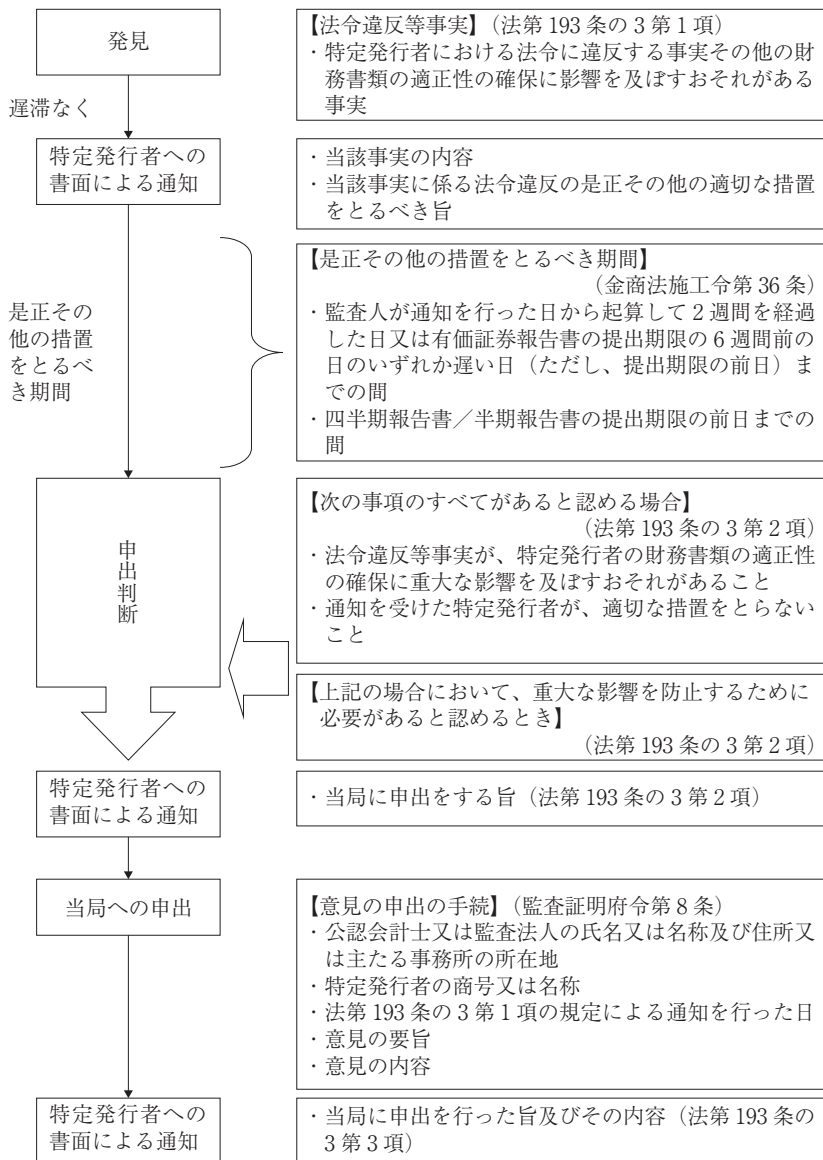 発見
【法令違反等事実】(法第 193 条の 3 第 1 項)
・特定発行者における法令に違反する事実その他の財
務書類の適正性の確保に影響を及ぼすおそれがある
事実
遅滞なく
特定発行者への
書面による通知
・当該事実の内容
・当該事実に係る法令違反の是正その他の適切な措置
をとるべき旨
是正その
他の措置
をとるべ
き期間
【是正その他の措置をとるべき期間】
(金商法施工令第 36 条)
・監査人が通知を行った日から起算して 2 週間を経過
した日又は有価証券報告書の提出期限の 6 週間前の
日のいずれか遅い日(ただし、提出期限の前日)ま
での間
・四半期報告書/半期報告書の提出期限の前日までの
間
申出判断
【次の事項のすべてがあると認める場合】
(法第 193 条の 3 第 2 項)
・法令違反等事実が、特定発行者の財務書類の適正性
の確保に重大な影響を及ぼすおそれがあること
・通知を受けた特定発行者が、適切な措置をとらない
こと
【上記の場合において、重大な影響を防止するために
必要があると認めるとき】
(法第 193 条の 3 第 2 項)
特定発行者への
書面による通知
・当局に申出をする旨(法第 193 条の 3 第 2 項)
当局への申出
【意見の申出の手続】(監査証明府令第 8 条)
・公認会計士又は監査法人の氏名又は名称及び住所又
は主たる事務所の所在地
・特定発行者の商号又は名称
・法第 193 条の 3 第 1 項の規定による通知を行った日
・意見の要旨
・意見の内容
特定発行者への
書面による通知
・当局に申出を行った旨及びその内容(法第 193 条の
3 第 3 項)